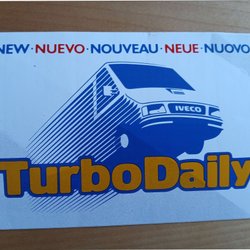 NEW · NUEVO · NOUVEAU · NEUE · NUOVO
IVECO
TurboDaily